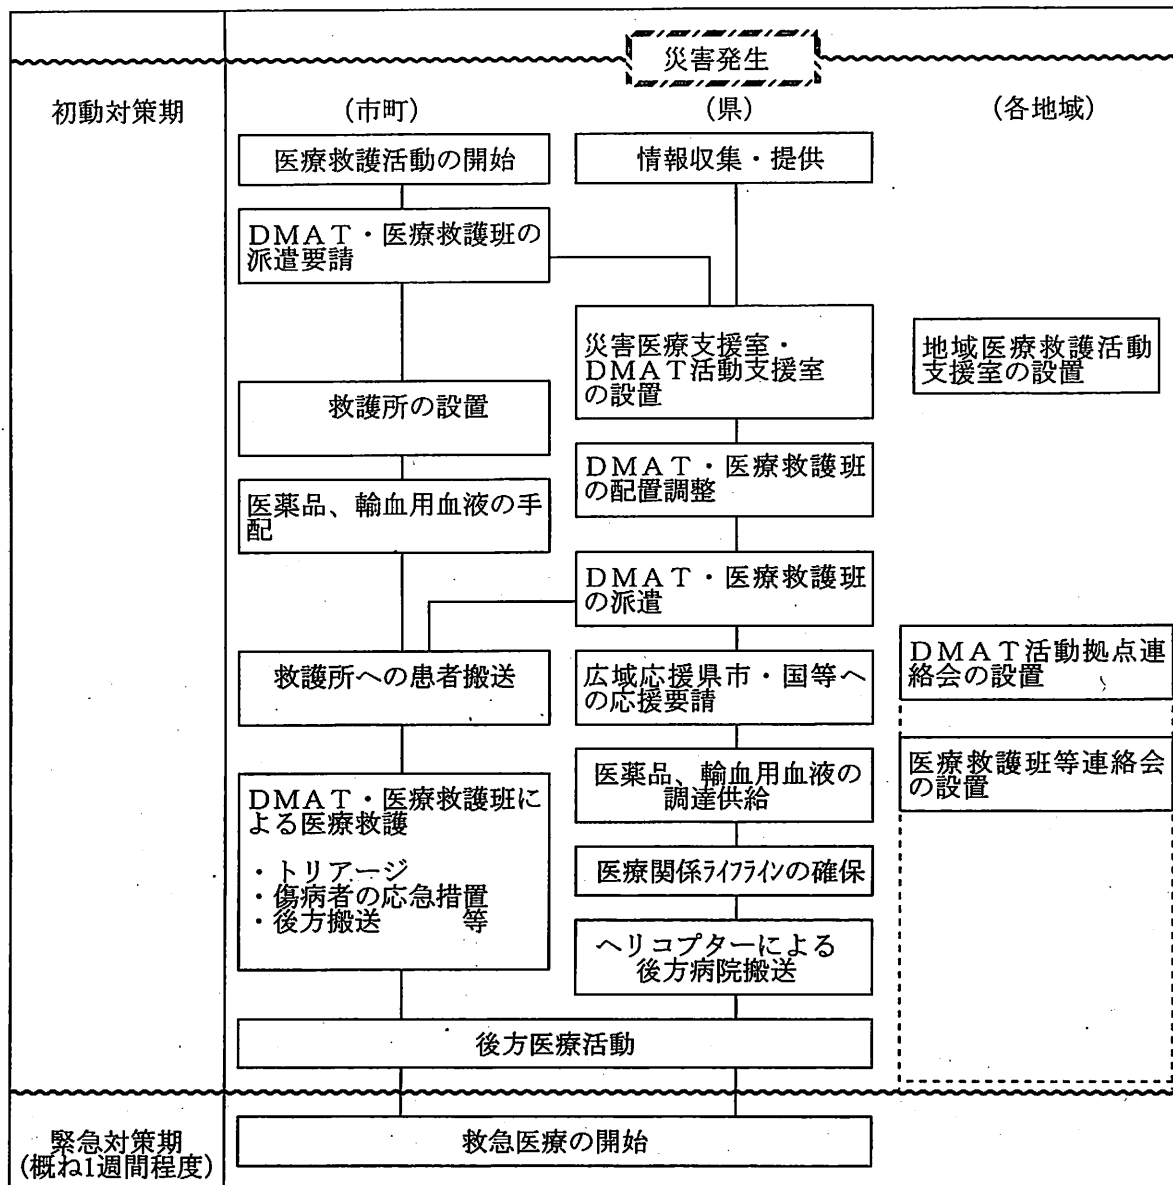 災害発生
初動対策期
(市町)
(県)
(各地域)
医療救護活動の開始
DMAT・医療救護班の
派遣要請
救護所の設置
医薬品、輸血用血液の手
配
救護所への患者搬送
DMAT・医療救護班に
よる医療救護
・トリアージ
・傷病者の応急措置
・後方搬送 等
情報収集・提供
災害医療支援室・
DMAT活動支援室
の設置
DMAT・医療救護班
の配置調整
DMAT・医療救護班
の派遣
広域応援県市・国等へ
の応援要請
医薬品、輸血用血液の
調達供給
医療関係ライフラインの確保
ヘリコプターによる
後方病院搬送
地域医療救護活動
支援室の設置
DMAT活動拠点連
絡会の設置
医療救護班等連絡会
の設置
後方医療活動
緊急対策期
(概ね1週間程度)
救急医療の開始